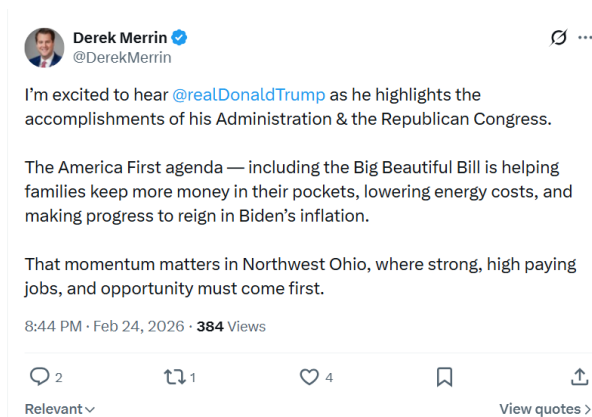 Derek Merrin
@DerekMerrin
I’m excited to hear @realDonaldTrump as he highlights the
accomplishments of his Administration & the Republican Congress.
The America First agenda — including the Big Beautiful Bill is helping
families keep more money in their pockets, lowering energy costs, and
making progress to reign in Biden’s inflation.
That momentum matters in Northwest Ohio, where strong, high paying
jobs, and opportunity must come first.
8:44 PM · Feb 24, 2026 · 384 Views
2 1 4
Relevant View quotes